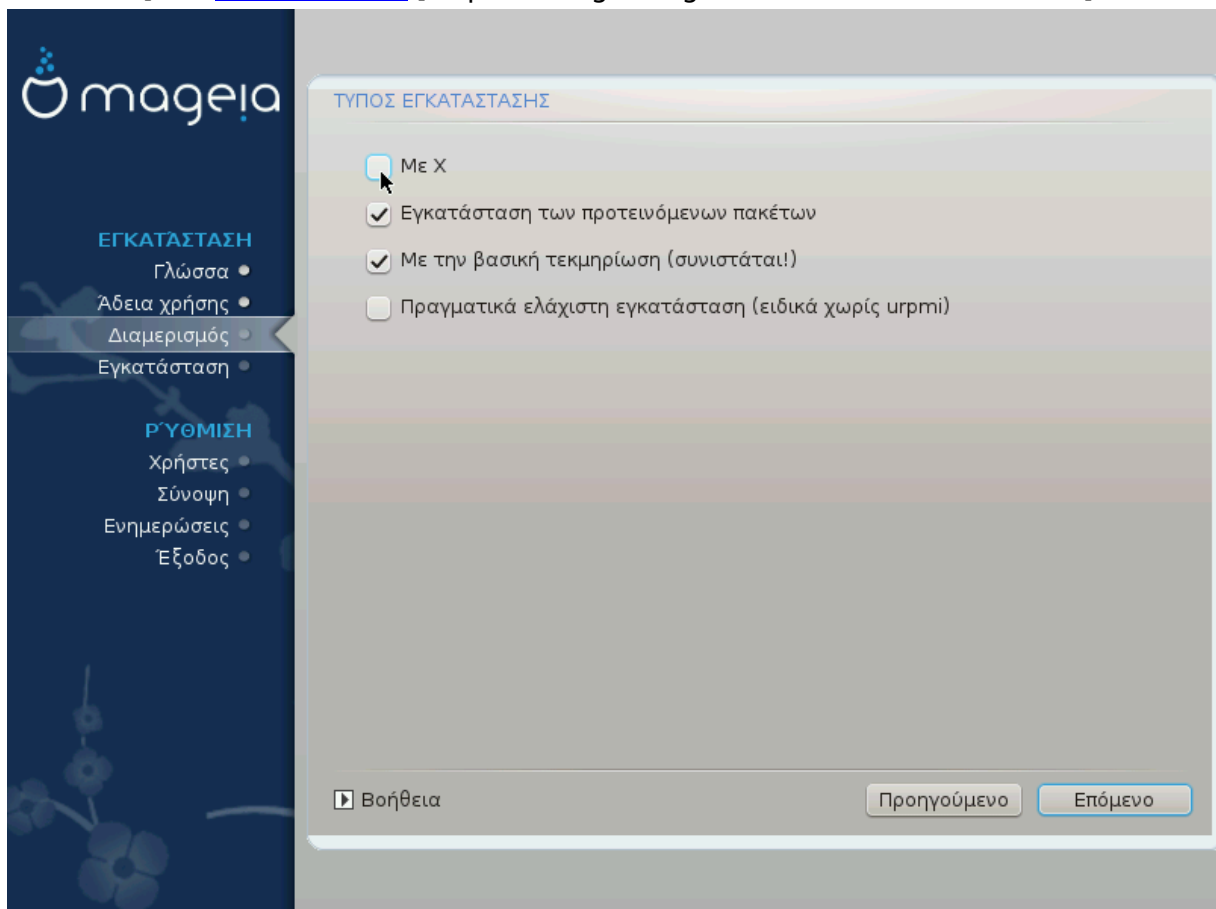 mageia
ΕΓΚΑΤΆΣΤΑΣΗ
Γλώσσα
Άδεια χρήσης
Διαμερισμός
Εγκατάσταση
ΡΎΘΜΙΣΗ
Χρήστες
Σύνοψη
Ενημερώσεις
Έξοδος
ΤΥΠΟΣ ΕΓΚΑΤΑΣΤΑΣΗΣ
Με X
Εγκατάσταση των προτεινόμενων πακέτων
Με την βασική τεκμηρίωση (συνιστάται!)
Πραγματικά ελάχιστη εγκατάσταση (ειδικά χωρίς urpmi)
Βοήθεια
Προηγούμενο
Επόμενο